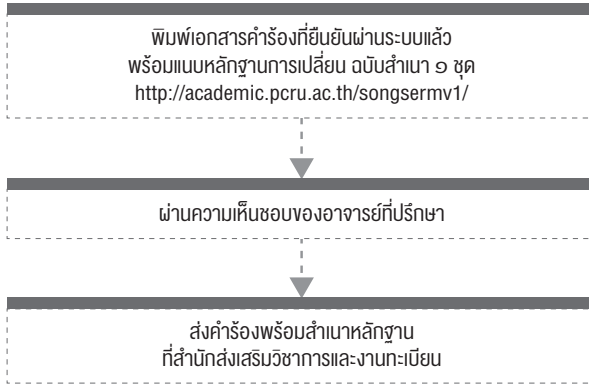 พิมพ์เอกสารคำร้องที่ยืนยันผ่านระบบแล้ว
พร้อมแนบหลักฐานการเปลี่ยน ฉบับสำเนา ๑ ชุด
http://academic.pcru.ac.th/songsermv1/
ผ่านความเห็นชอบของอาจารย์ที่ปรึกษา
ส่งคำร้องพร้อมสำเนาหลักฐาน
ที่สำนักส่งเสริมวิชาการและงานทะเบียน